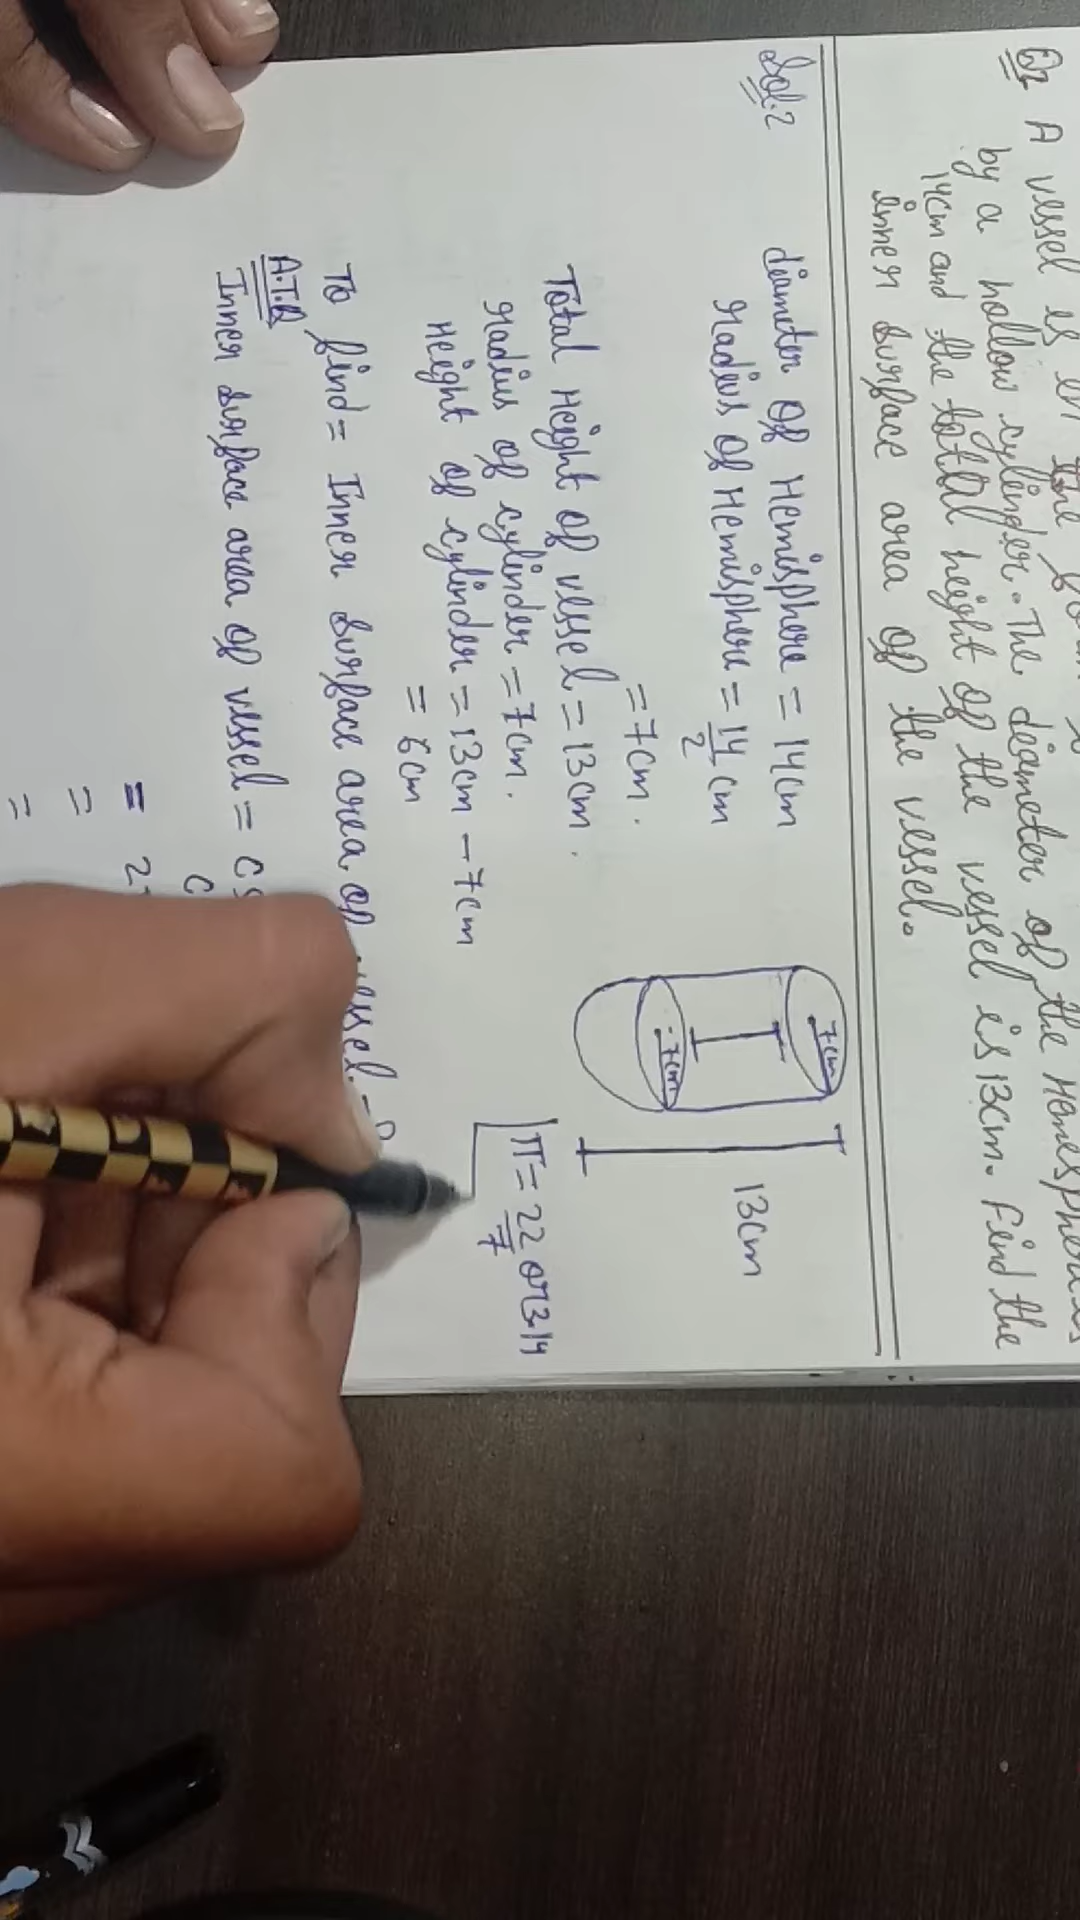 Q2 A vessel is in the
by a hollow cylinder. The diameter of the
14cm and the total height of the vessel is 13cm. Find the
inner surface area of the vessel.
Sol.2
diameter of Hemisphere = 14cm
radius of Hemisphere = 14/2 cm
= 7cm.
Total Height of vessel = 13cm.
radius of cylinder = 7cm.
Height of cylinder = 13cm - 7cm
= 6cm
7cm
7cm
13cm
π = 22/7 or 3.14
To find = Inner Surface area of
A.T.Q
Inner Surface area of vessel =
=
=
=